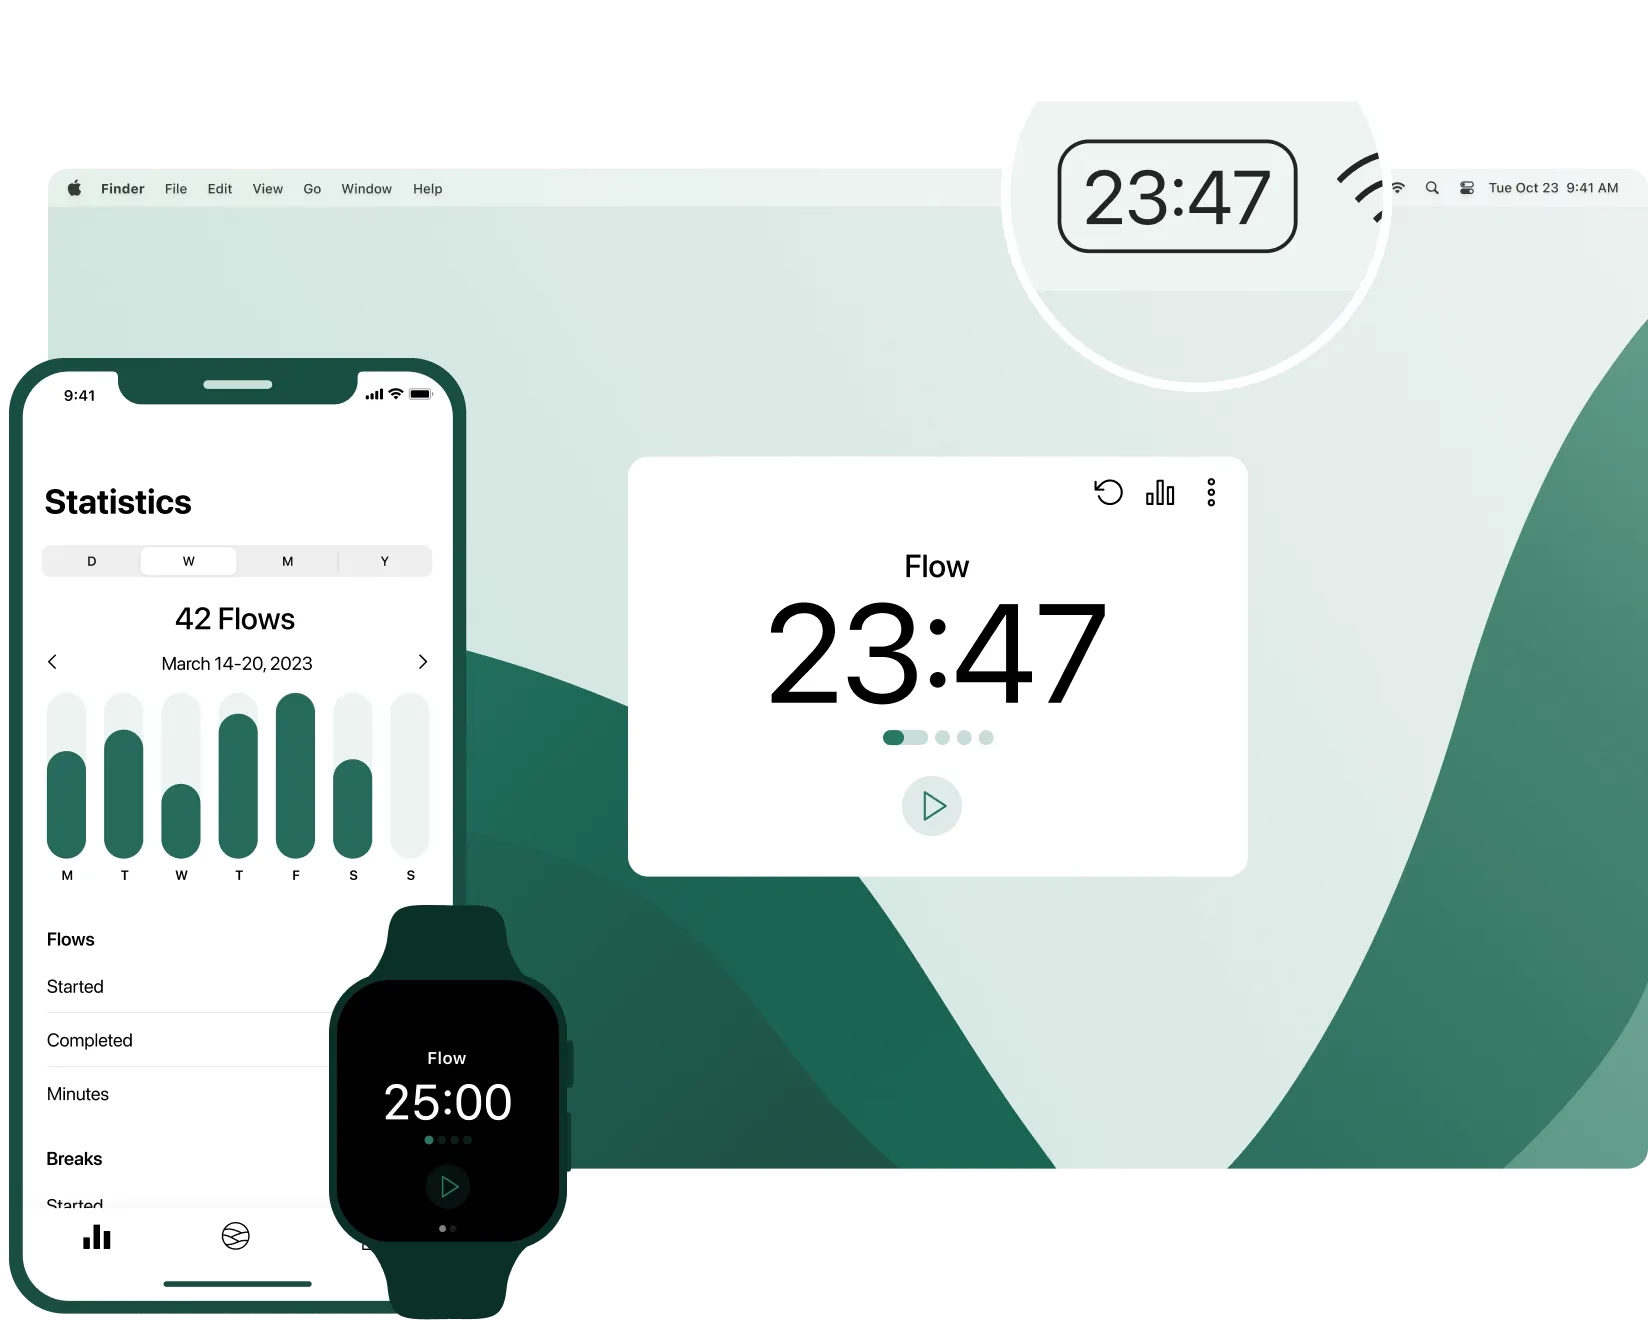 Finder File Edit View Go Window Help
23:47
Tue Oct 23 9:41 AM
9:41
Statistics
D W M Y
42 Flows
March 14-20, 2023
M T W T F S S
Flows
Started
Completed
Minutes
Breaks
Started
Flow
23:47
Flow
25:00